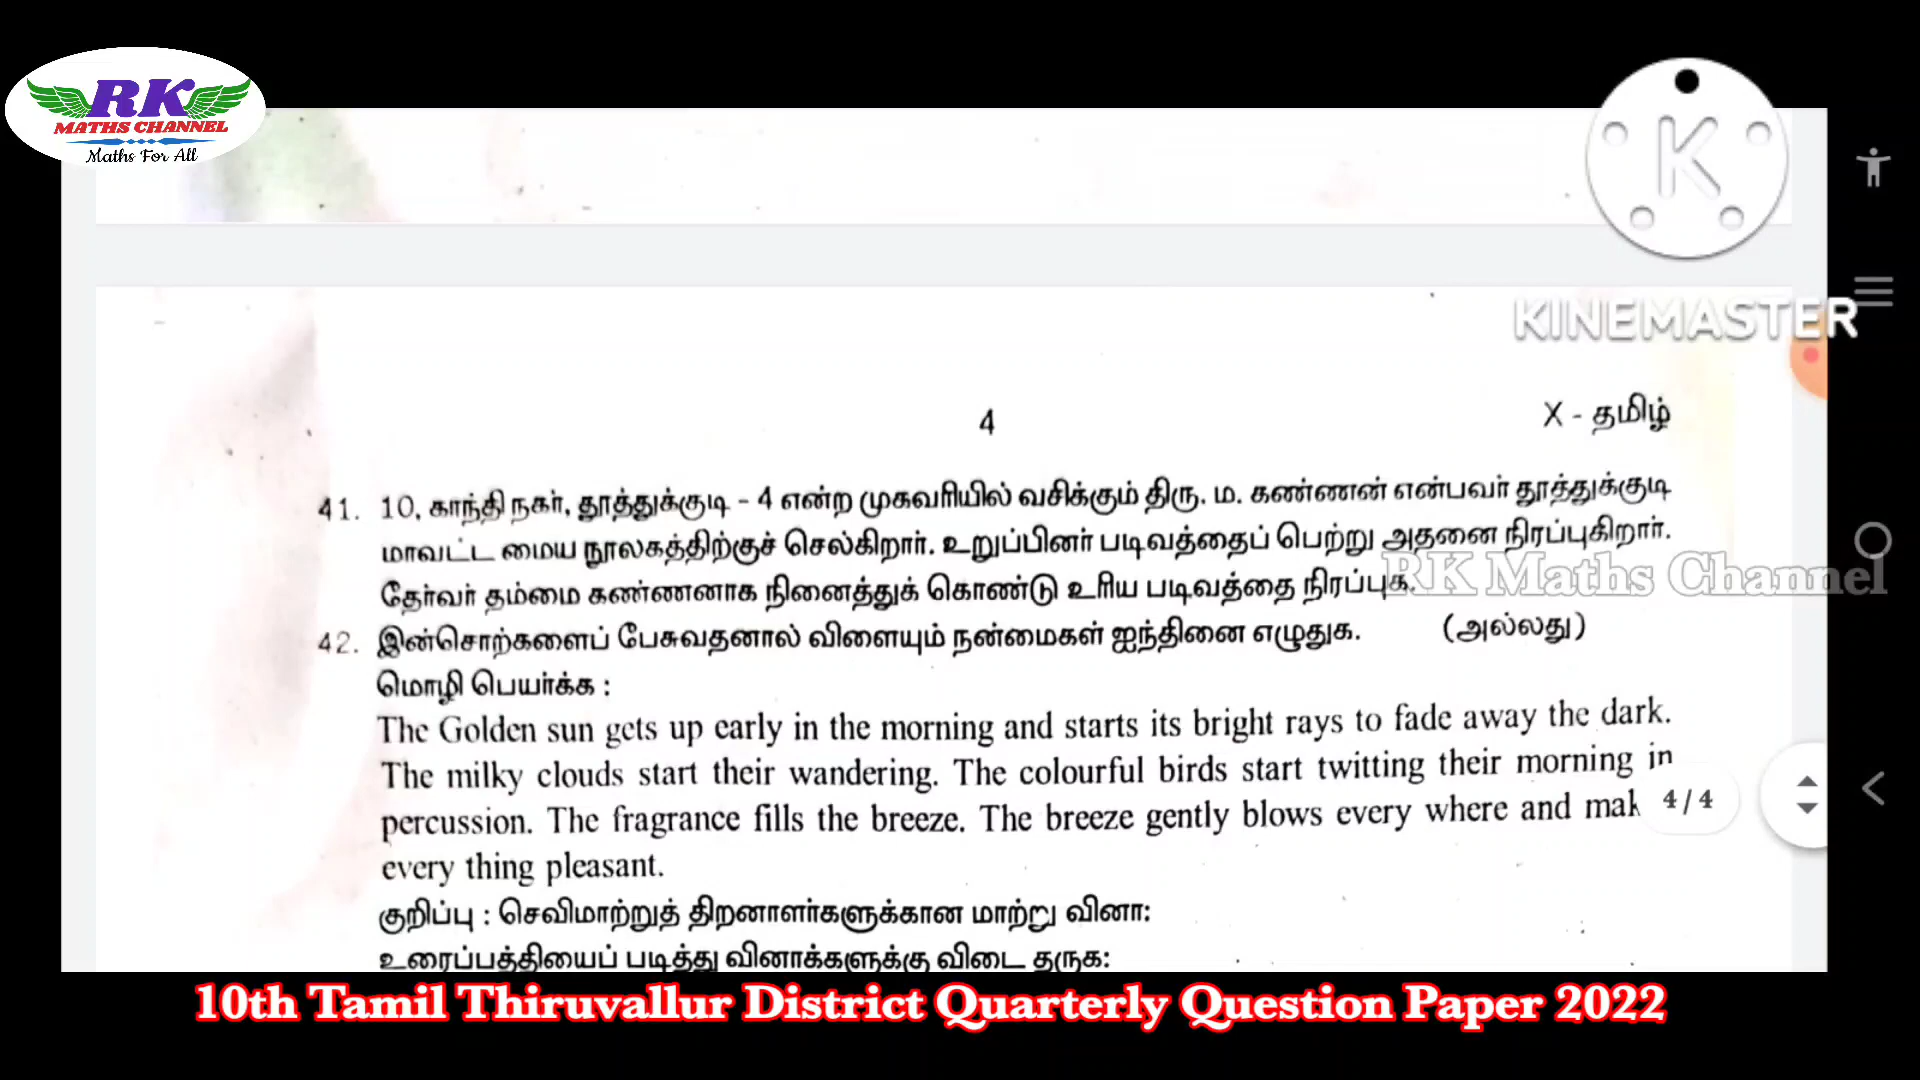 RK
MATHS CHANNEL
Maths For All
K
KINEMASTER
4
X - தமிழ்
41. 10, காந்தி நகர், தூத்துக்குடி - 4 என்ற முகவரியில் வசிக்கும் திரு. ம. கண்ணன் என்பவர் தூத்துக்குடி
மாவட்ட மைய நூலகத்திற்குச் செல்கிறார். உறுப்பினர் படிவத்தைப் பெற்று அதனை நிரப்புகிறார்.
தேர்வர் தம்மை கண்ணனாக நினைத்துக் கொண்டு உரிய படிவத்தை நிரப்புக.
RK Maths Channel
42. இன்சொற்களைப் பேசுவதனால் விளையும் நன்மைகள் ஐந்தினை எழுதுக. (அல்லது)
மொழி பெயர்க்க :
The Golden sun gets up early in the morning and starts its bright rays to fade away the dark.
The milky clouds start their wandering. The colourful birds start twitting their morning in
percussion. The fragrance fills the breeze. The breeze gently blows every where and mak
4/4
every thing pleasant.
குறிப்பு : செவிமாற்றுத் திறனாளர்களுக்கான மாற்று வினா:
உரைப்பத்தியைப் படித்து வினாக்களுக்கு விடை தருக:
10th Tamil Thiruvallur District Quarterly Question Paper 2022